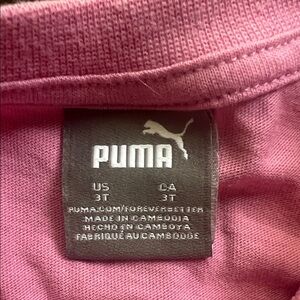 PUMA
US CA
3T 3T
PUMA.COM/FOREVERBETTER
MADE IN CAMBODIA
HECHO EN CAMBOYA
FABRIQUÉ AU CAMBODGE